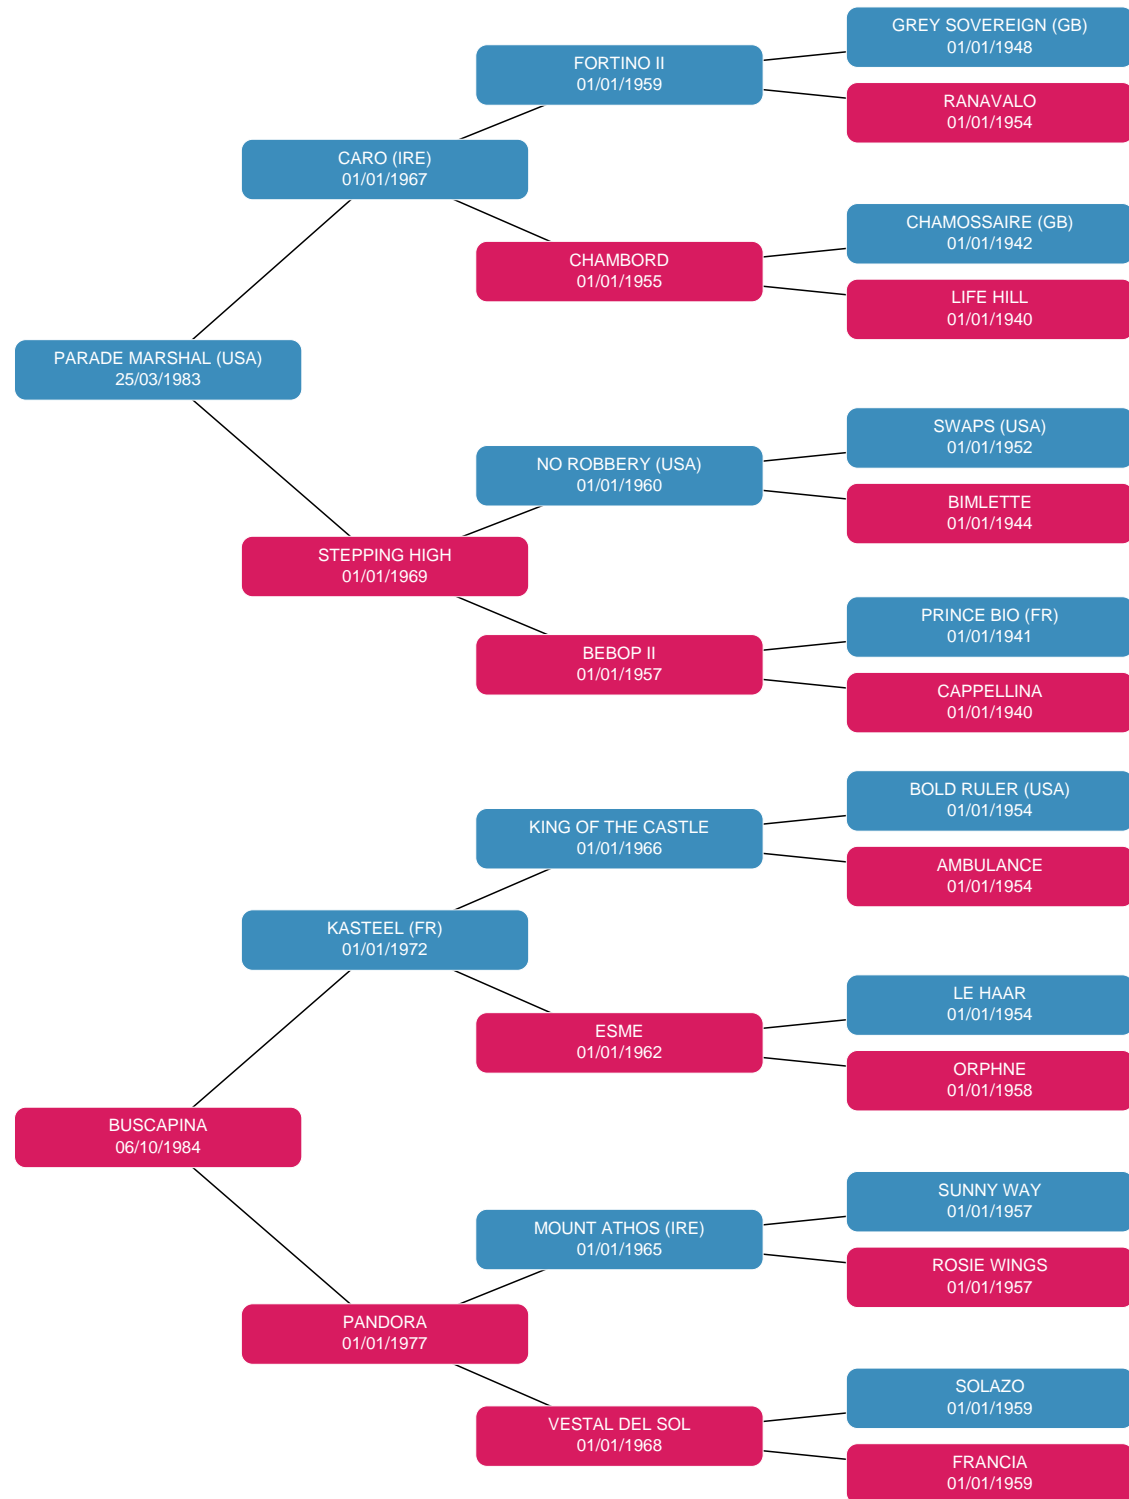 GREY SOVEREIGN (GB)
01/01/1948
FORTINO II
01/01/1959
RANAVALO
01/01/1954
CARO (IRE)
01/01/1967
CHAMOSSAIRE (GB)
01/01/1942
CHAMBORD
01/01/1955
LIFE HILL
01/01/1940
PARADE MARSHAL (USA)
25/03/1983
SWAPS (USA)
01/01/1952
NO ROBBERY (USA)
01/01/1960
BIMLETTE
01/01/1944
STEPPING HIGH
01/01/1969
PRINCE BIO (FR)
01/01/1941
BEBOP II
01/01/1957
CAPPELLINA
01/01/1940
BOLD RULER (USA)
01/01/1954
KING OF THE CASTLE
01/01/1966
AMBULANCE
01/01/1954
KASTEEL (FR)
01/01/1972
LE HAAR
01/01/1954
ESME
01/01/1962
ORPHNE
01/01/1958
BUSCAPINA
06/10/1984
SUNNY WAY
01/01/1957
MOUNT ATHOS (IRE)
01/01/1965
ROSIE WINGS
01/01/1957
PANDORA
01/01/1977
SOLAZO
01/01/1959
VESTAL DEL SOL
01/01/1968
FRANCIA
01/01/1959